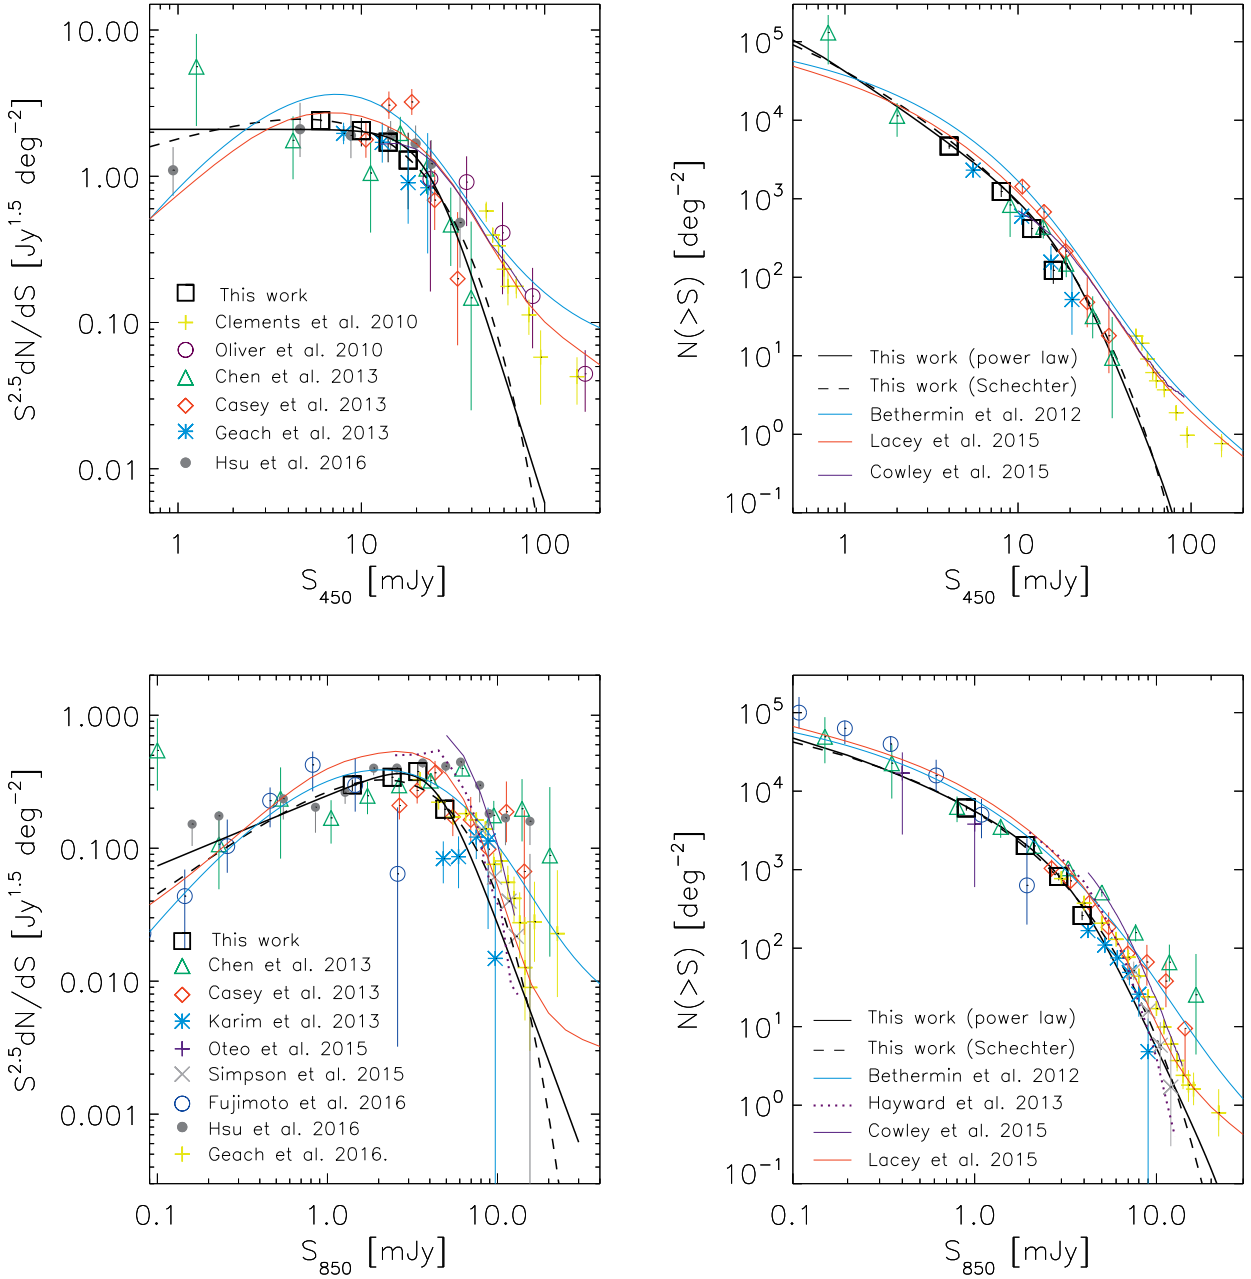 10.00
1.00
0.10
0.01
S^2.5 dN/dS [Jy^1.5 deg^-2]
This work
Clements et al. 2010
Oliver et al. 2010
Chen et al. 2013
Casey et al. 2013
Geach et al. 2013
Hsu et al. 2016
1 10 100
S_450 [mJy]
10^5
10^4
10^3
10^2
10^1
10^0
10^-1
N(>S) [deg^-2]
This work (power law)
This work (Schechter)
Bethermin et al. 2012
Lacey et al. 2015
Cowley et al. 2015
1 10 100
S_450 [mJy]
1.000
0.100
0.010
0.001
S^2.5 dN/dS [Jy^1.5 deg^-2]
This work
Chen et al. 2013
Casey et al. 2013
Karim et al. 2013
Oteo et al. 2015
Simpson et al. 2015
Fujimoto et al. 2016
Hsu et al. 2016
Geach et al. 2016.
0.1 1.0 10.0
S_850 [mJy]
10^5
10^4
10^3
10^2
10^1
10^0
10^-1
N(>S) [deg^-2]
This work (power law)
This work (Schechter)
Bethermin et al. 2012
Hayward et al. 2013
Cowley et al. 2015
Lacey et al. 2015
0.1 1.0 10.0
S_850 [mJy]